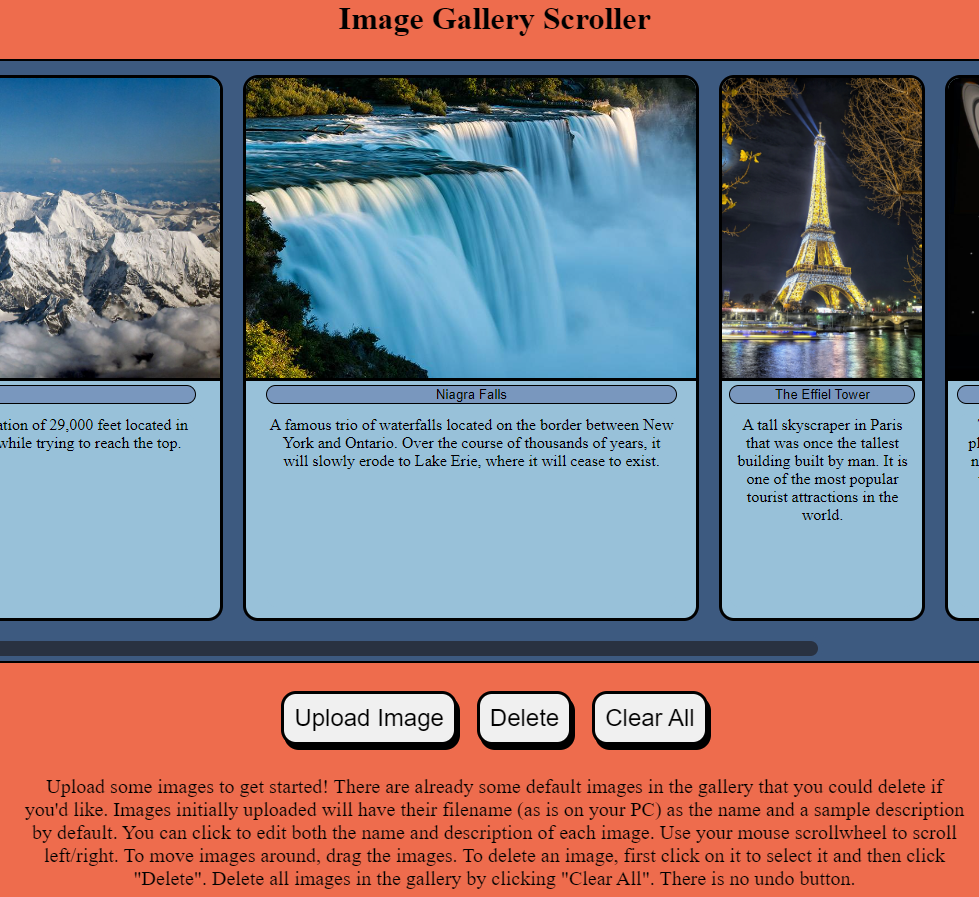 Image Gallery Scroller
ation of 29,000 feet located in
while trying to reach the top.
Niagra Falls
A famous trio of waterfalls located on the border between New
York and Ontario. Over the course of thousands of years, it
will slowly erode to Lake Erie, where it will cease to exist.
The Effiel Tower
A tall skyscraper in Paris
that was once the tallest
building built by man. It is
one of the most popular
tourist attractions in the
world.
Upload Image
Delete
Clear All
Upload some images to get started! There are already some default images in the gallery that you could delete if
you'd like. Images initially uploaded will have their filename (as is on your PC) as the name and a sample description
by default. You can click to edit both the name and description of each image. Use your mouse scrollwheel to scroll
left/right. To move images around, drag the images. To delete an image, first click on it to select it and then click
"Delete". Delete all images in the gallery by clicking "Clear All". There is no undo button.